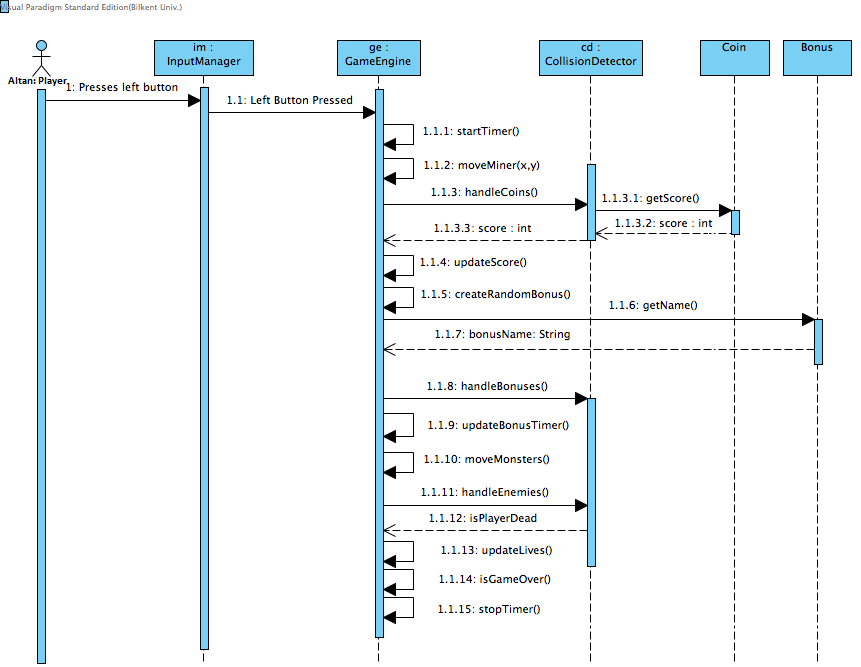 Visual Paradigm Standard Edition(Bilkent Univ.)
im :
InputManager
ge :
GameEngine
cd :
CollisionDetector
Coin
Bonus
Altan: Player
1: Presses left button
1.1: Left Button Pressed
1.1.1: startTimer()
1.1.2: moveMiner(x,y)
1.1.3: handleCoins()
1.1.3.1: getScore()
1.1.3.2: score : int
1.1.3.3: score : int
1.1.4: updateScore()
1.1.5: createRandomBonus()
1.1.6: getName()
1.1.7: bonusName: String
1.1.8: handleBonuses()
1.1.9: updateBonusTimer()
1.1.10: moveMonsters()
1.1.11: handleEnemies()
1.1.12: isPlayerDead
1.1.13: updateLives()
1.1.14: isGameOver()
1.1.15: stopTimer()